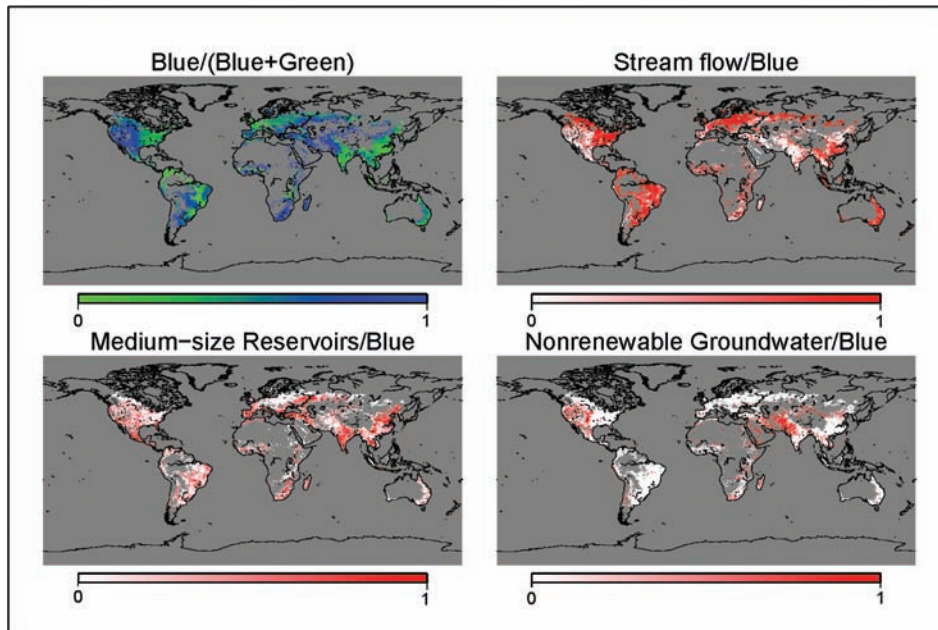 Blue/(Blue+Green)
Stream flow/Blue
0 1
0 1
Medium−size Reservoirs/Blue
Nonrenewable Groundwater/Blue
0 1
0 1